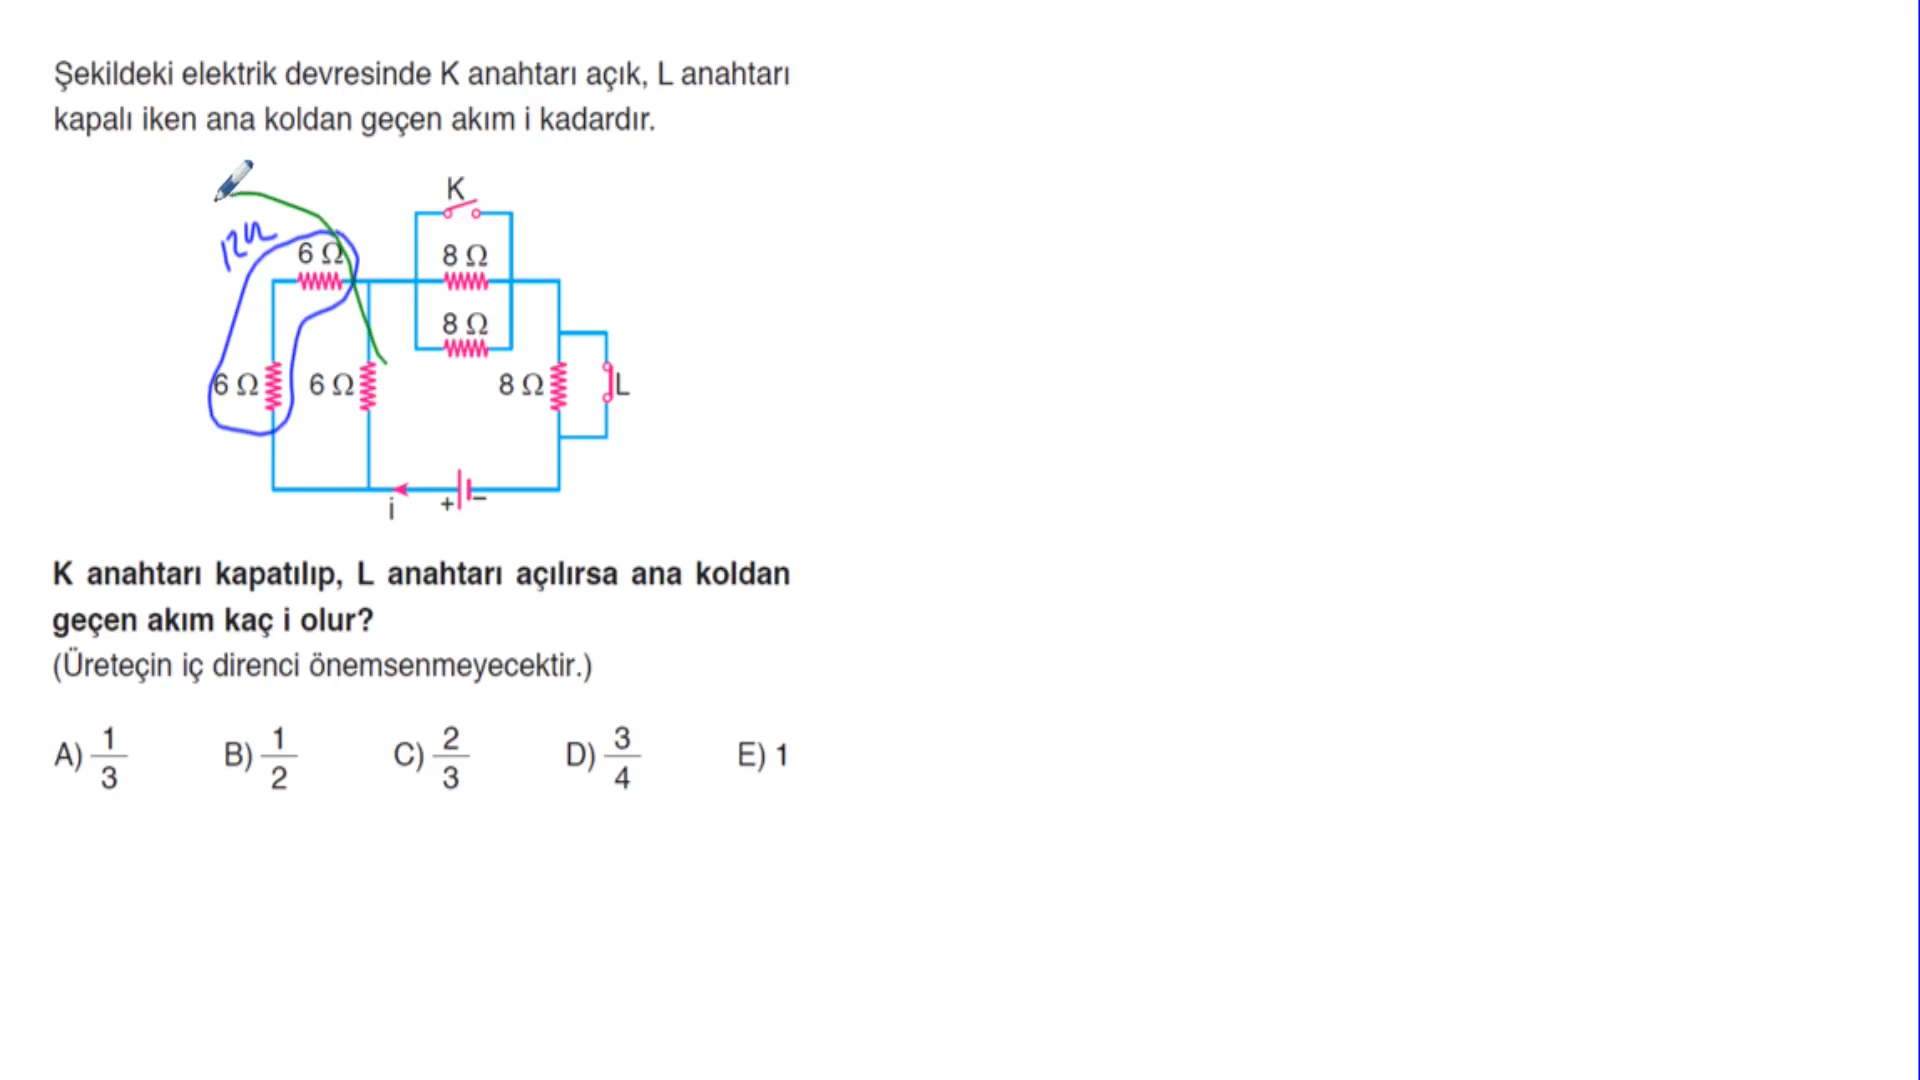 Şekildeki elektrik devresinde K anahtarı açık, L anahtarı
kapalı iken ana koldan geçen akım i kadardır.
K
12Ω
6 Ω
8 Ω
8 Ω
6 Ω
6 Ω
8 Ω
L
i
+
−
K anahtarı kapatılıp, L anahtarı açılırsa ana koldan
geçen akım kaç i olur?
(Üreteçin iç direnci önemsenmeyecektir.)
A) 1/3 B) 1/2 C) 2/3 D) 3/4 E) 1